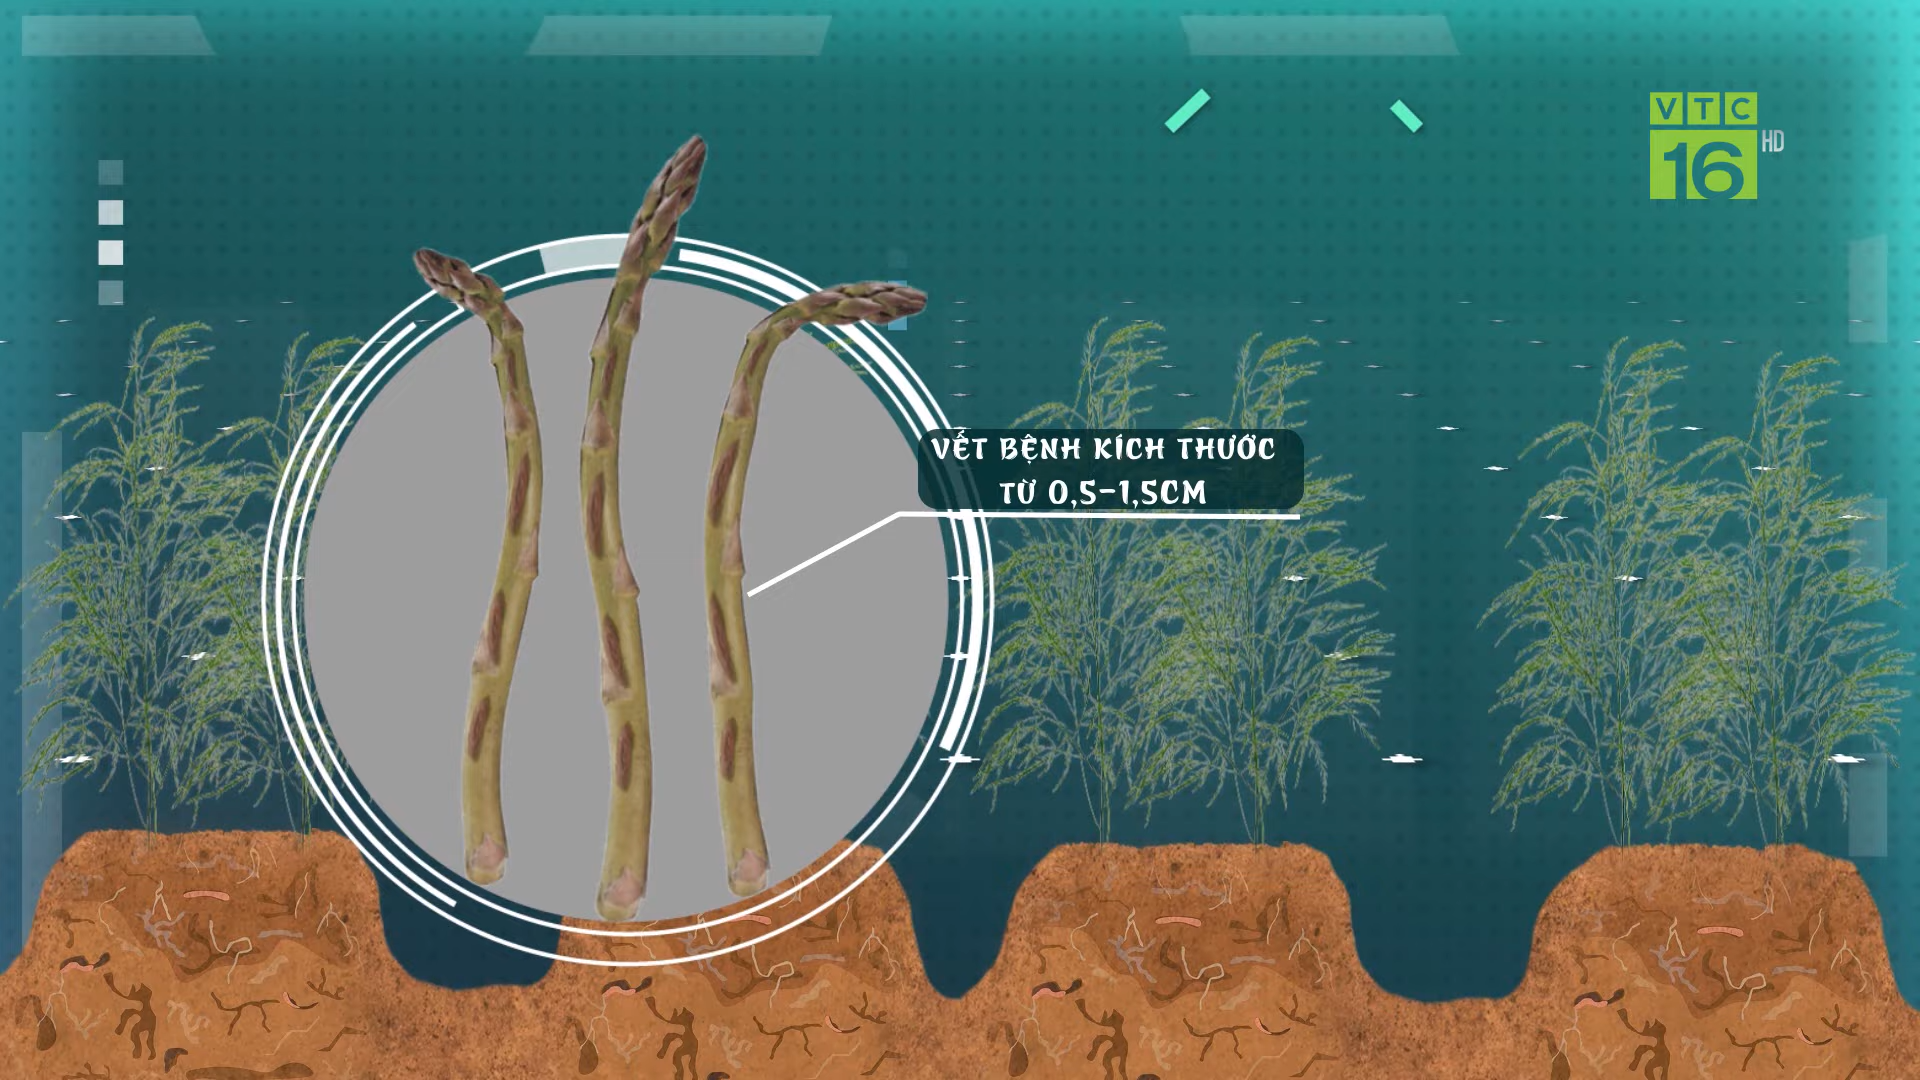 VTC
16 HD
VẾT BỆNH KÍCH THƯỚC
TỪ 0,5-1,5CM